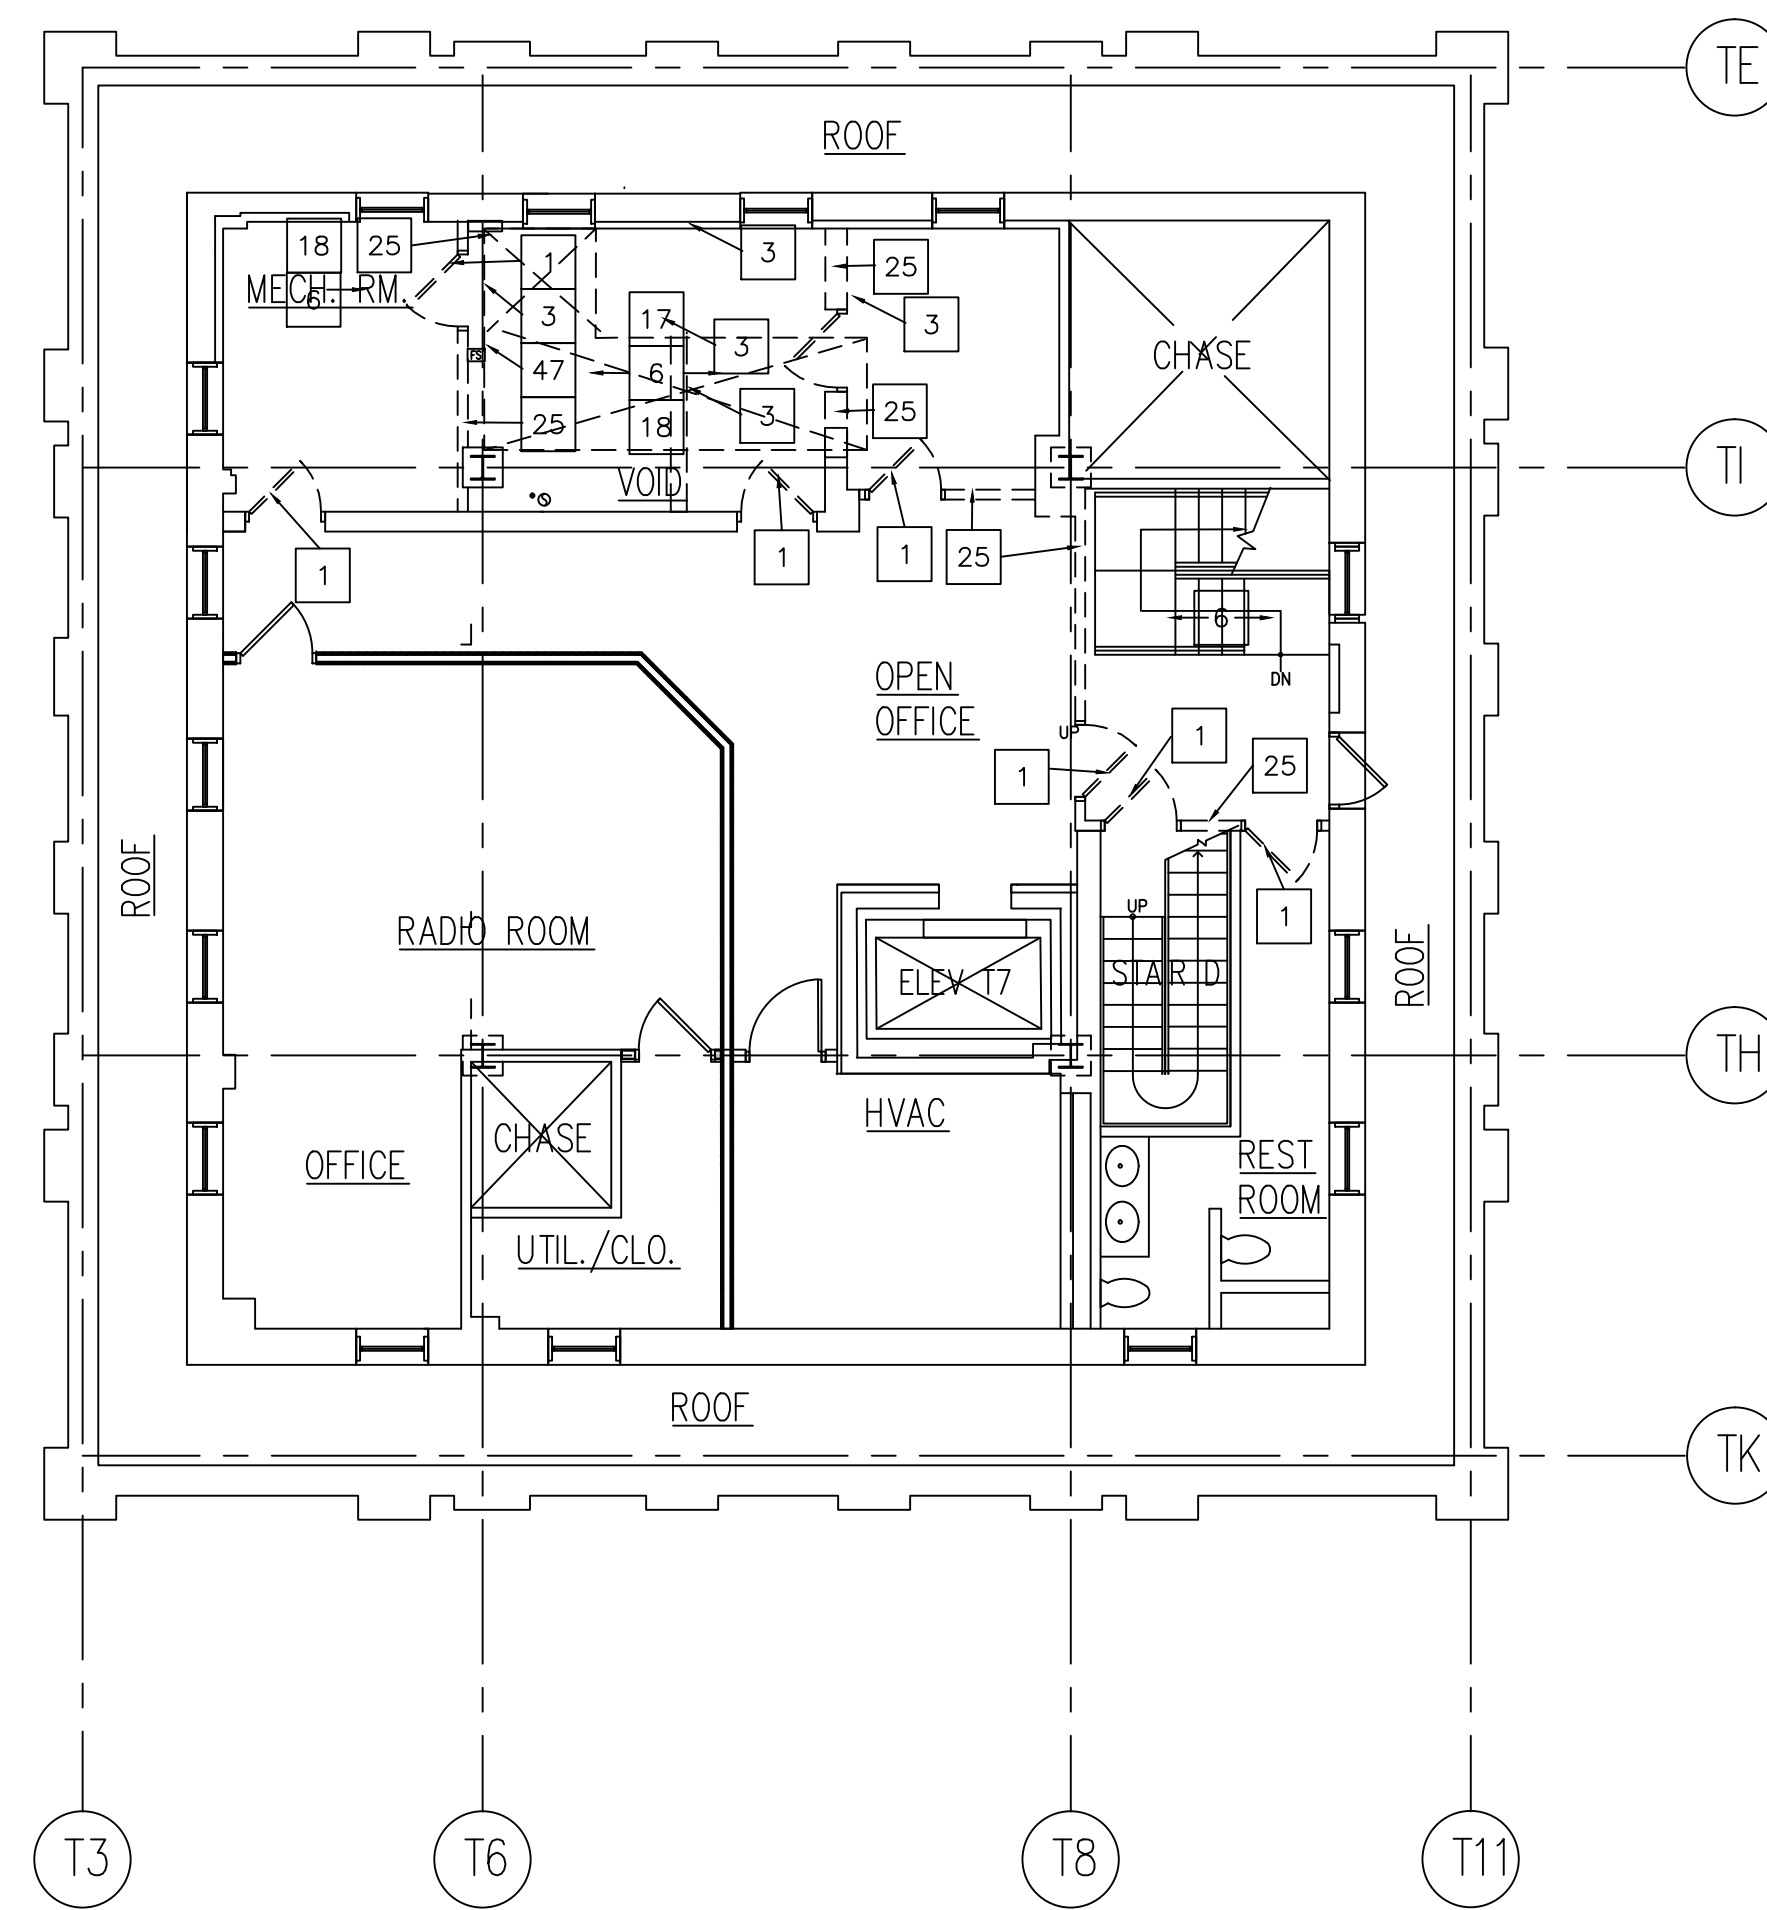 TE
ROOF
18
25
1
3
25
MECH. RM.
6
3
17
3
3
CHASE
47
6
25
25
18
3
TI
VOID
FS
S
1
1
1
25
6
DN
OPEN
OFFICE
UP
1
1
25
ROOF
RADIO ROOM
UP
1
ELEV T7
STAIR D
ROOF
TH
HVAC
CHASE
OFFICE
REST
ROOM
UTIL./CLO.
ROOF
TK
T3
T6
T8
T11